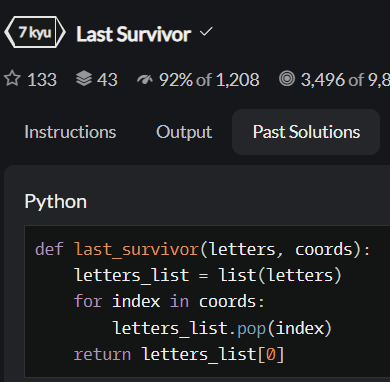 7 kyu Last Survivor
133 43 92% of 1,208 3,496 of 9,8
Instructions Output Past Solutions
Python
def last_survivor(letters, coords):
    letters_list = list(letters)
    for index in coords:
        letters_list.pop(index)
    return letters_list[0]